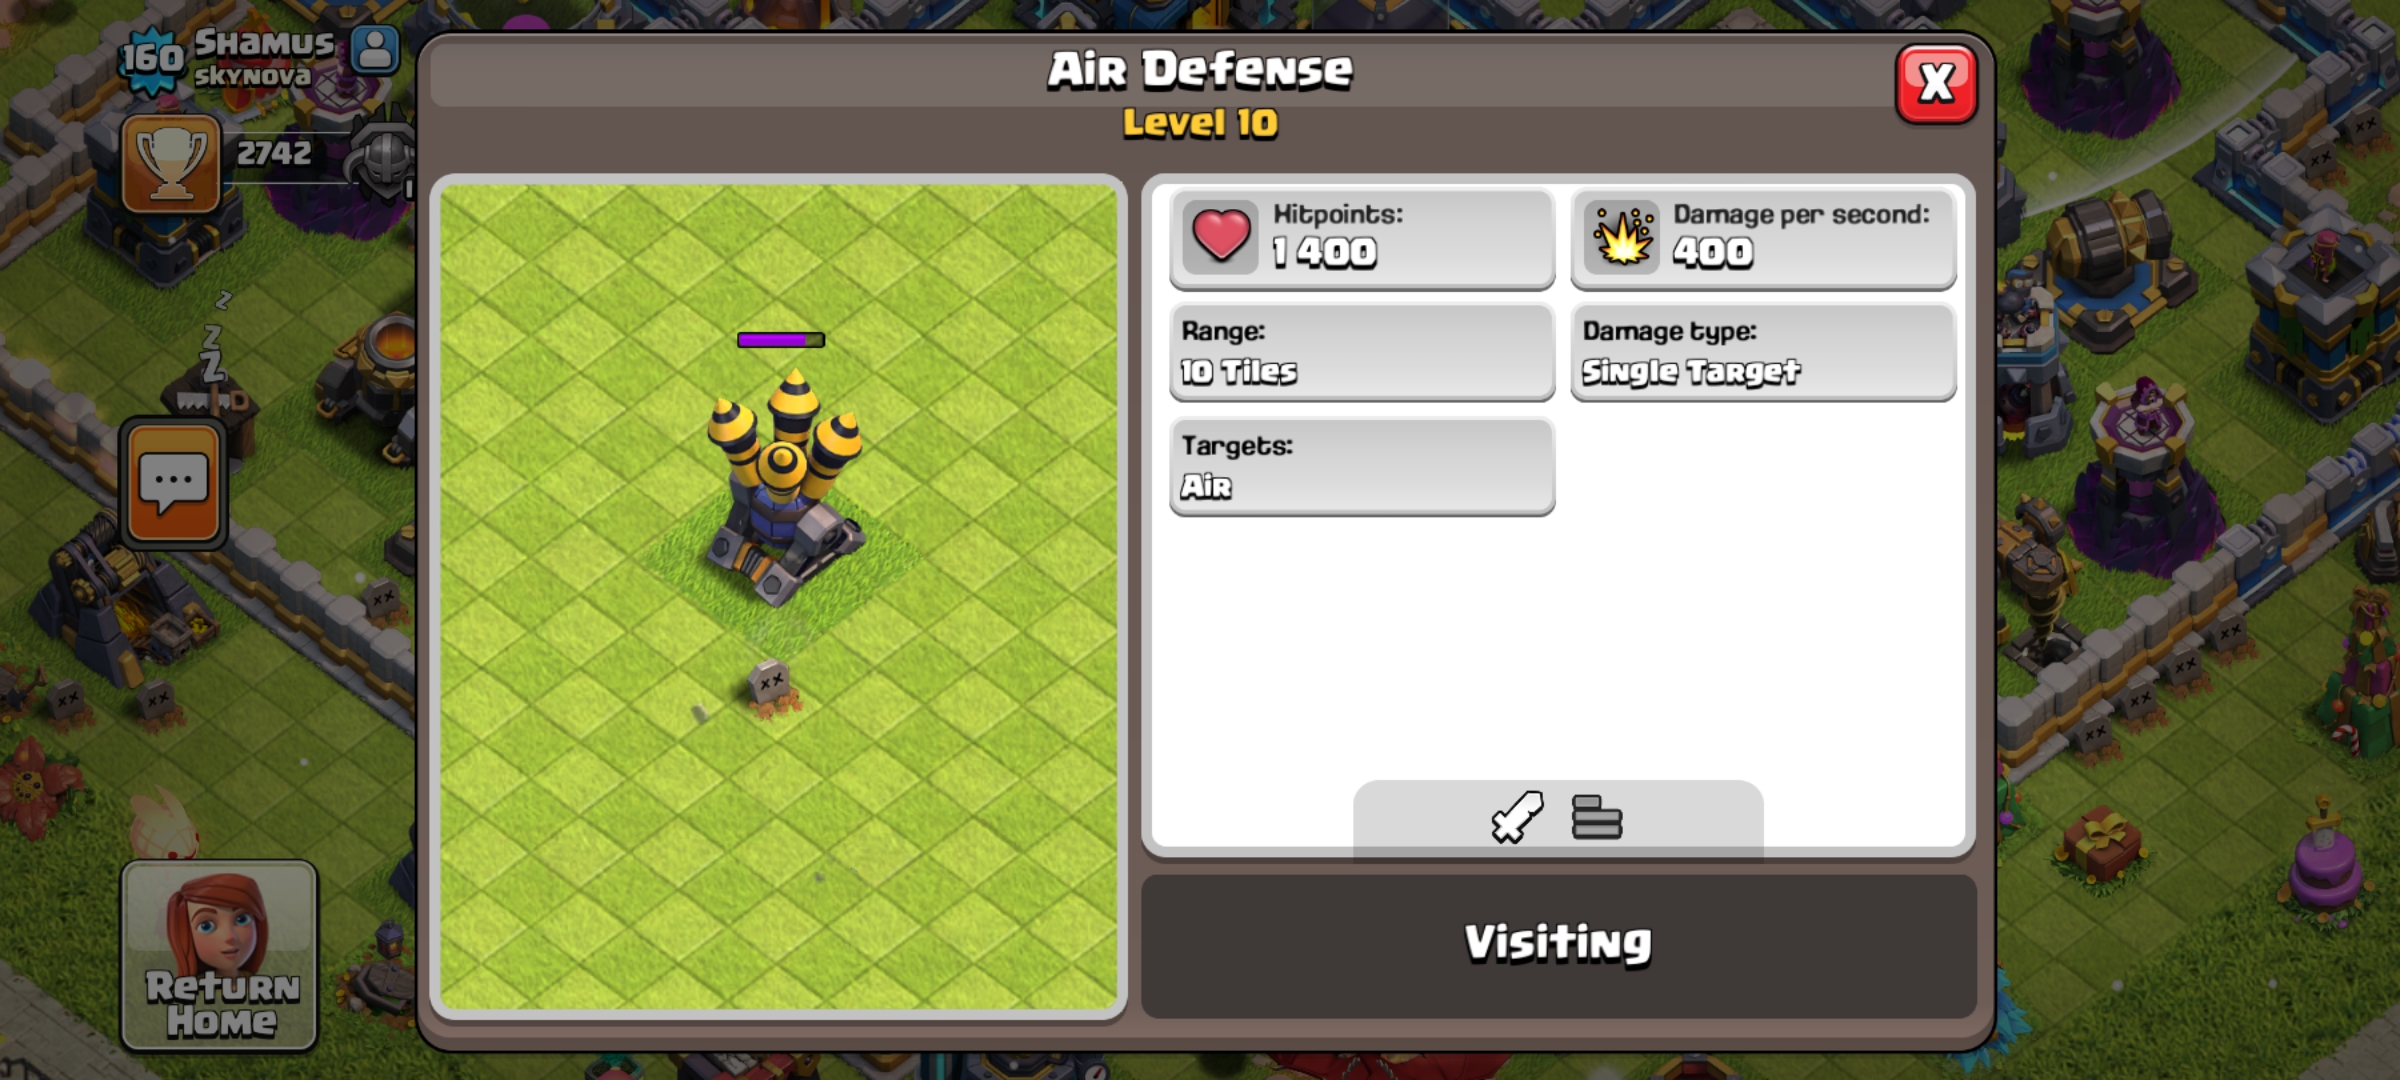 160
Shamus
skynova
2742
Air Defense
Level 10
X
Hitpoints:
1 400
Damage per second:
400
Range:
10 Tiles
Damage type:
Single Target
Targets:
Air
z
z
z
Return
Home
Visiting